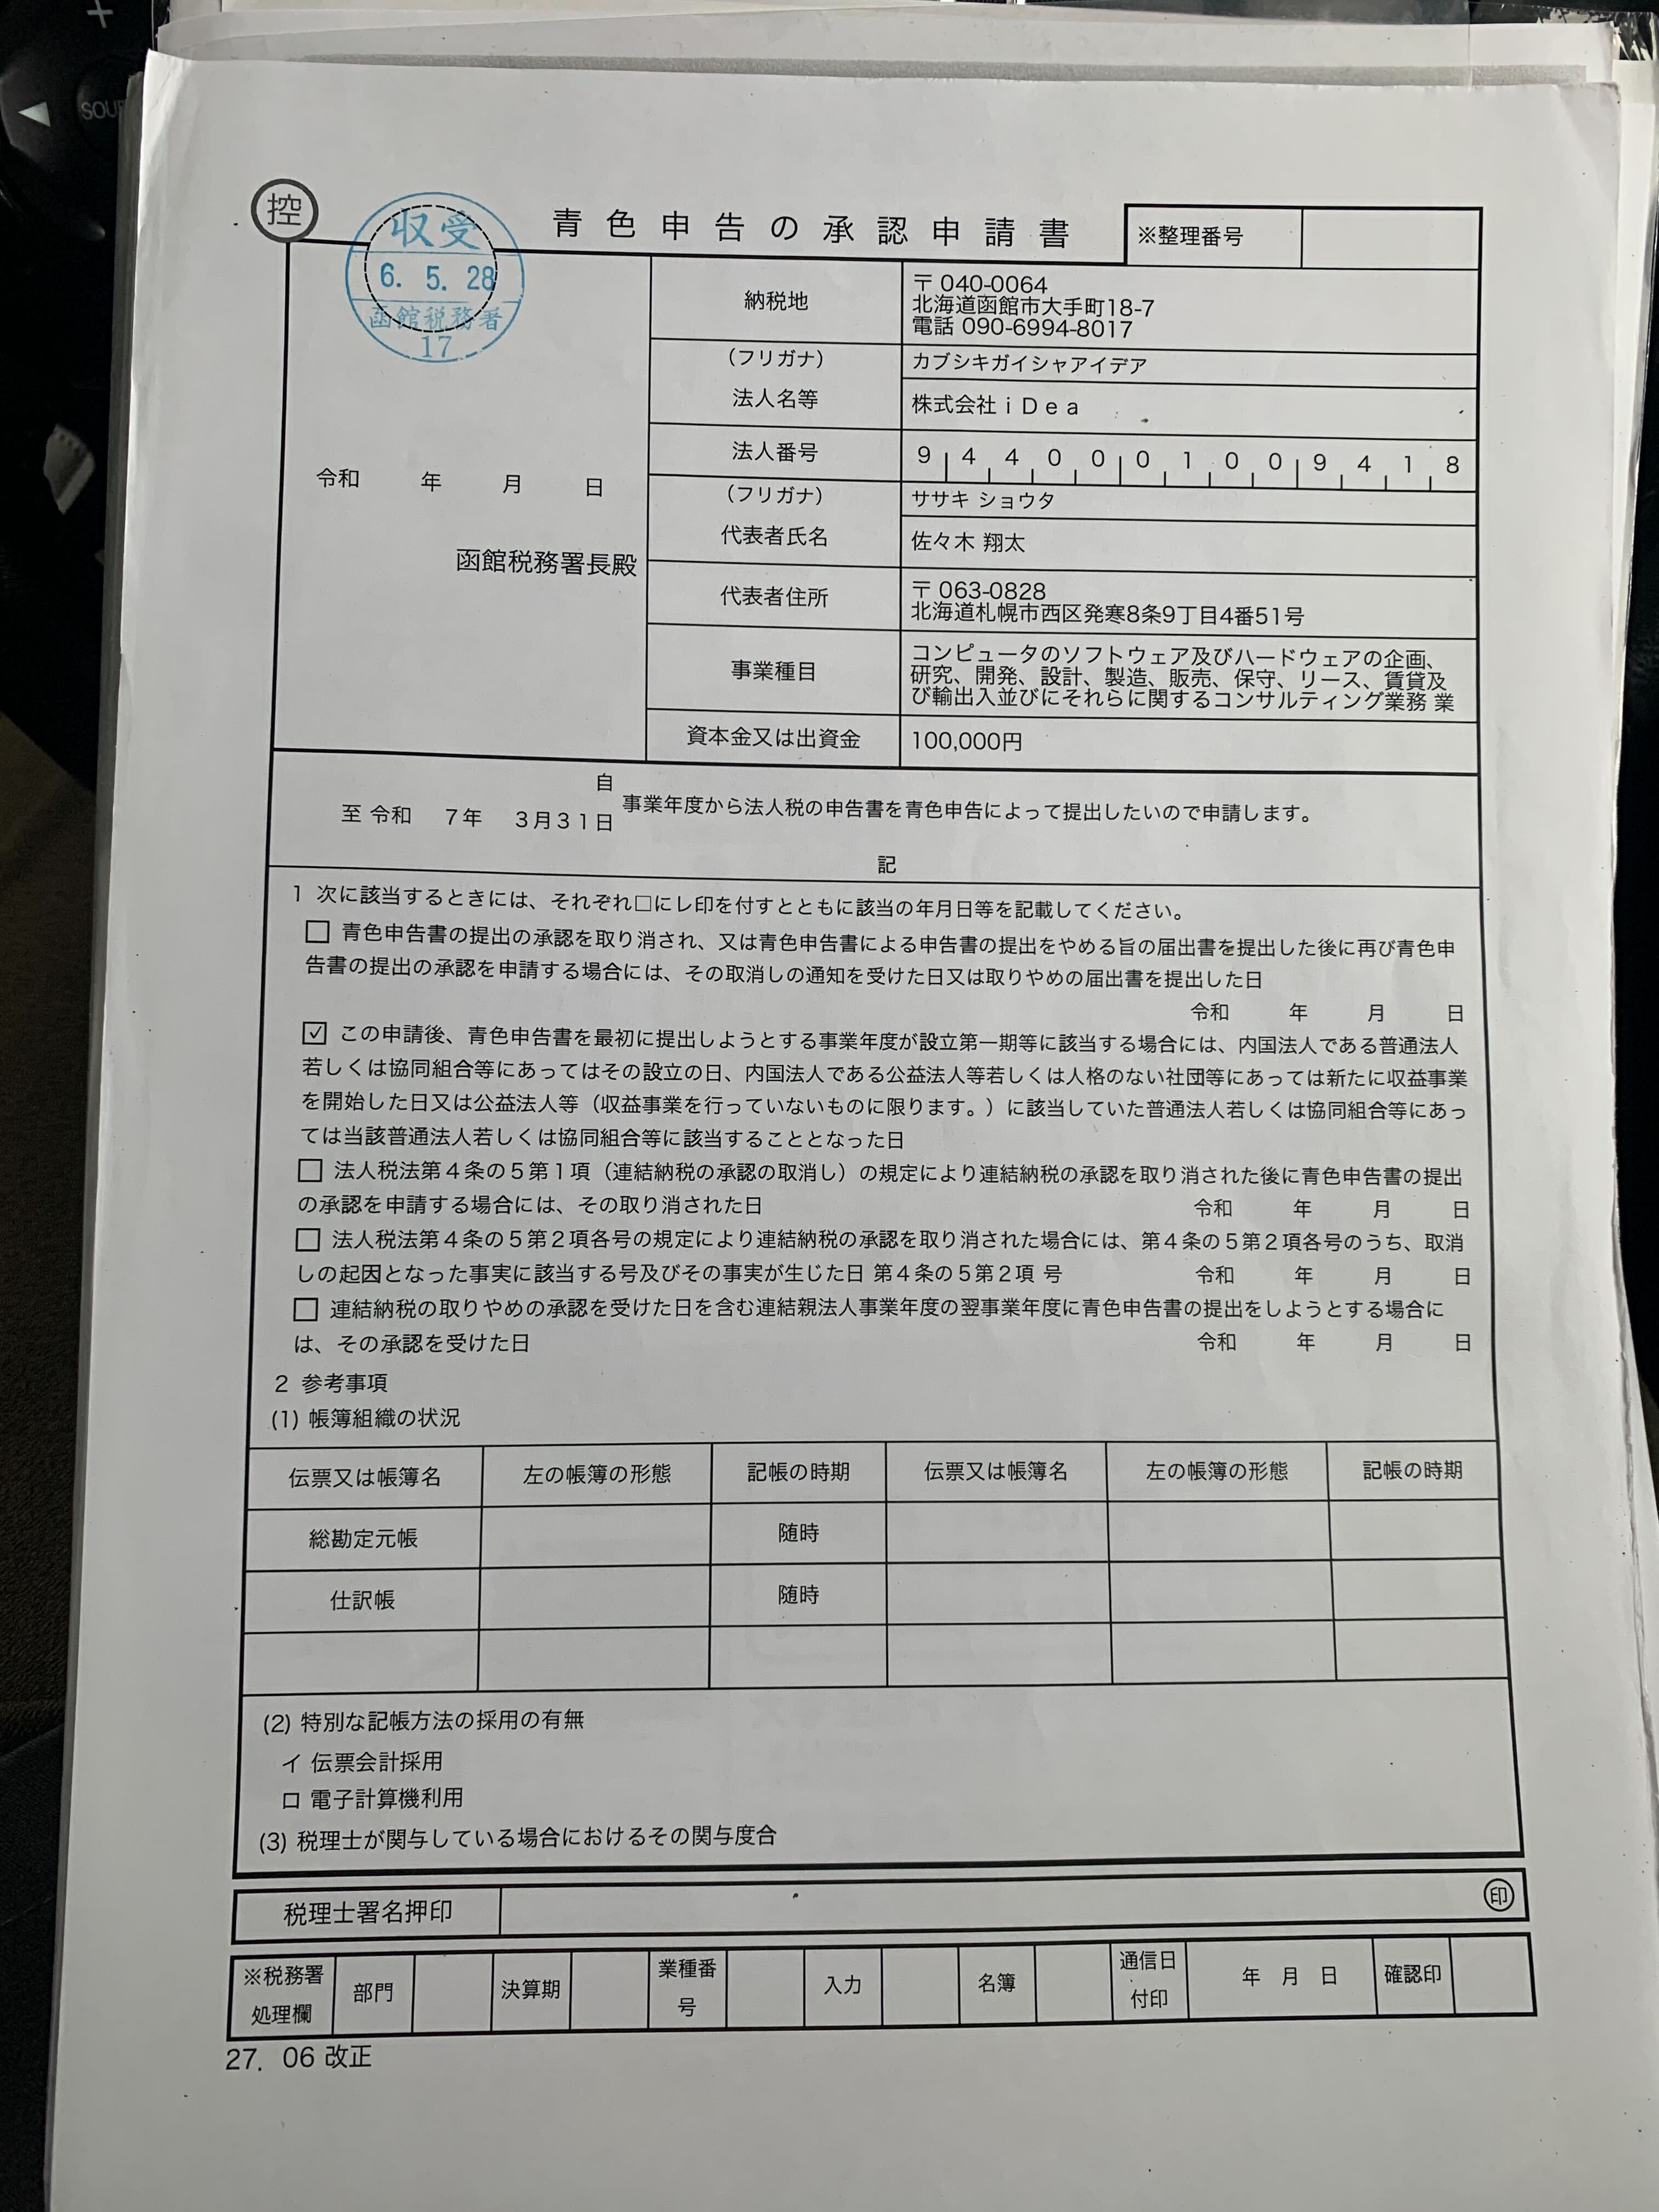 SOUR
控
収受
6. 5. 28
函館税務署
17
青色申告の承認申請書
※整理番号
令和 年 月 日
函館税務署長殿
納税地
〒 040-0064
北海道函館市大手町18-7
電話 090-6994-8017
(フリガナ)
カブシキガイシャアイデア
法人名等
株式会社ｉＤｅａ
法人番号
9 4 4 0 0 0 1 0 0 9 4 1 8
(フリガナ)
ササキ ショウタ
代表者氏名
佐々木 翔太
代表者住所
〒 063-0828
北海道札幌市西区発寒8条9丁目4番51号
事業種目
コンピュータのソフトウェア及びハードウェアの企画、
研究、開発、設計、製造、販売、保守、リース、賃貸及
び輸出入並びにそれらに関するコンサルティング業務 業
資本金又は出資金
100,000円
自
至 令和 ７年 ３月３１日
事業年度から法人税の申告書を青色申告によって提出したいので申請します。
記
１ 次に該当するときには、それぞれ□にレ印を付すとともに該当の年月日等を記載してください。
□ 青色申告書の提出の承認を取り消され、又は青色申告書による申告書の提出をやめる旨の届出書を提出した後に再び青色申
告書の提出の承認を申請する場合には、その取消しの通知を受けた日又は取りやめの届出書を提出した日
令和 年 月 日
☑ この申請後、青色申告書を最初に提出しようとする事業年度が設立第一期等に該当する場合には、内国法人である普通法人
若しくは協同組合等にあってはその設立の日、内国法人である公益法人等若しくは人格のない社団等にあっては新たに収益事業
を開始した日又は公益法人等（収益事業を行っていないものに限ります。）に該当していた普通法人若しくは協同組合等にあっ
ては当該普通法人若しくは協同組合等に該当することとなった日
□ 法人税法第４条の５第１項（連結納税の承認の取消し）の規定により連結納税の承認を取り消された後に青色申告書の提出
の承認を申請する場合には、その取り消された日 令和 年 月 日
□ 法人税法第４条の５第２項各号の規定により連結納税の承認を取り消された場合には、第４条の５第２項各号のうち、取消
しの起因となった事実に該当する号及びその事実が生じた日 第４条の５第２項 号 令和 年 月 日
□ 連結納税の取りやめの承認を受けた日を含む連結親法人事業年度の翌事業年度に青色申告書の提出をしようとする場合に
は、その承認を受けた日 令和 年 月 日
２ 参考事項
(1) 帳簿組織の状況
伝票又は帳簿名 左の帳簿の形態 記帳の時期 伝票又は帳簿名 左の帳簿の形態 記帳の時期
総勘定元帳 随時
仕訳帳 随時
(2) 特別な記帳方法の採用の有無
イ 伝票会計採用
ロ 電子計算機利用
(3) 税理士が関与している場合におけるその関与度合
税理士署名押印 印
※税務署
処理欄
部門
決算期
業種番
号
入力
名簿
通信日
付印
年 月 日
確認印
27. 06 改正